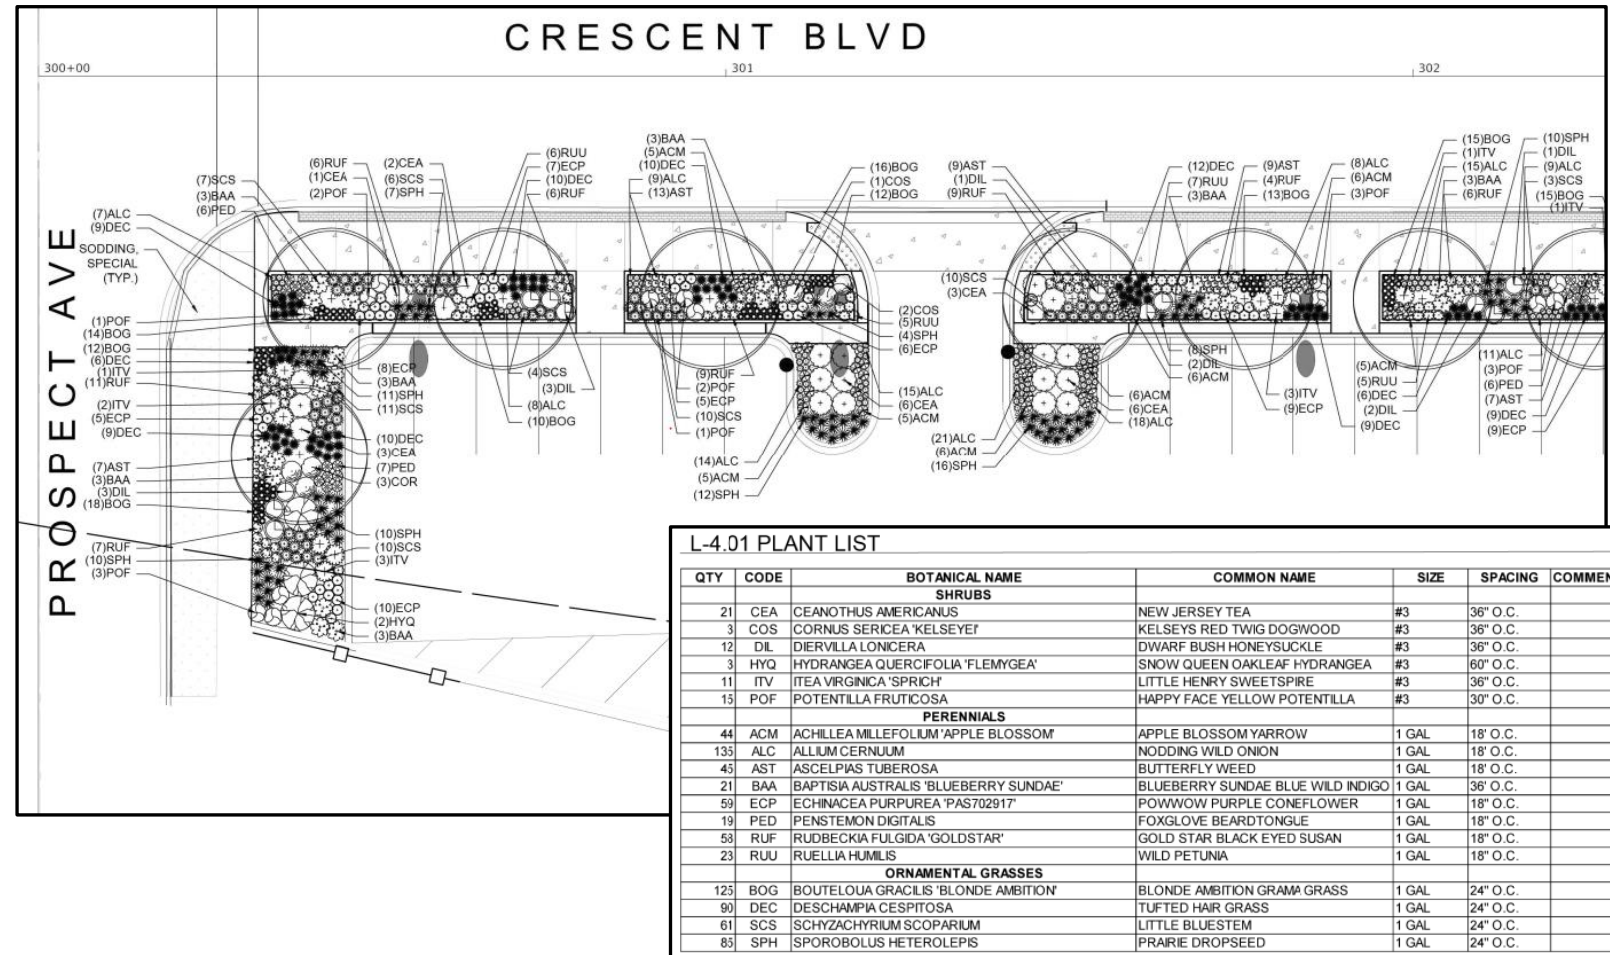 CRESCENT BLVD
300+00
301
302
PROSPECT AVE
(7)SCS
(3)BAA
(6)PED
(7)ALC
(9)DEC
SODDING,
SPECIAL
(TYP.)
(1)POF
(14)BOG
(12)BOG
(6)DEC
(1)ITV
(11)RUF
(2)ITV
(5)ECP
(9)DEC
(7)AST
(3)BAA
(3)DIL
(18)BOG
(7)RUF
(10)SPH
(3)POF
(6)RUF
(1)CEA
(2)POF
(2)CEA
(6)SCS
(7)SPH
(6)RUU
(7)ECP
(10)DEC
(6)RUF
(8)ECP
(3)BAA
(11)SPH
(11)SCS
(10)DEC
(3)CEA
(7)PED
(3)COR
(10)SPH
(10)SCS
(3)ITV
(10)ECP
(2)HYQ
(3)BAA
(4)SCS
(3)DIL
(8)ALC
(10)BOG
(3)BAA
(5)ACM
(10)DEC
(9)ALC
(13)AST
(16)BOG
(1)COS
(12)BOG
(2)COS
(5)RUU
(4)SPH
(6)ECP
(9)RUF
(2)POF
(5)ECP
(10)SCS
(1)POF
(15)ALC
(6)CEA
(5)ACM
(14)ALC
(5)ACM
(12)SPH
(9)AST
(1)DIL
(9)RUF
(10)SCS
(3)CEA
(12)DEC
(7)RUU
(3)BAA
(9)AST
(4)RUF
(13)BOG
(8)ALC
(6)ACM
(3)POF
(8)SPH
(2)DIL
(6)ACM
(3)ITV
(9)ECP
(9)DEC
(6)ACM
(6)CEA
(18)ALC
(21)ALC
(6)ACM
(16)SPH
(15)BOG
(1)ITV
(15)ALC
(3)BAA
(6)RUF
(10)SPH
(1)DIL
(9)ALC
(3)SCS
(15)BOG
(1)ITV
(5)ACM
(5)RUU
(6)DEC
(2)DIL
(11)ALC
(3)POF
(6)PED
(7)AST
(9)DEC
(9)ECP
L-4.01 PLANT LIST
QTY CODE BOTANICAL NAME COMMON NAME SIZE SPACING COMMEN
SHRUBS
21 CEA CEANOTHUS AMERICANUS NEW JERSEY TEA #3 36" O.C.
3 COS CORNUS SERICEA 'KELSEYEI' KELSEYS RED TWIG DOGWOOD #3 36" O.C.
12 DIL DIERVILLA LONICERA DWARF BUSH HONEYSUCKLE #3 36" O.C.
3 HYQ HYDRANGEA QUERCIFOLIA 'FLEMYGEA' SNOW QUEEN OAKLEAF HYDRANGEA #3 60" O.C.
11 ITV ITEA VIRGINICA 'SPRICH' LITTLE HENRY SWEETSPIRE #3 36" O.C.
15 POF POTENTILLA FRUTICOSA HAPPY FACE YELLOW POTENTILLA #3 30" O.C.
PERENNIALS
44 ACM ACHILLEA MILLEFOLIUM 'APPLE BLOSSOM' APPLE BLOSSOM YARROW 1 GAL 18' O.C.
135 ALC ALLIUM CERNUUM NODDING WILD ONION 1 GAL 18' O.C.
45 AST ASCELPIAS TUBEROSA BUTTERFLY WEED 1 GAL 18' O.C.
21 BAA BAPTISIA AUSTRALIS 'BLUEBERRY SUNDAE' BLUEBERRY SUNDAE BLUE WILD INDIGO 1 GAL 36' O.C.
59 ECP ECHINACEA PURPUREA 'PAS702917' POWWOW PURPLE CONEFLOWER 1 GAL 18" O.C.
19 PED PENSTEMON DIGITALIS FOXGLOVE BEARDTONGUE 1 GAL 18" O.C.
58 RUF RUDBECKIA FULGIDA 'GOLDSTAR' GOLD STAR BLACK EYED SUSAN 1 GAL 18" O.C.
23 RUU RUELLIA HUMILIS WILD PETUNIA 1 GAL 18" O.C.
ORNAMENTAL GRASSES
125 BOG BOUTELOUA GRACILIS 'BLONDE AMBITION' BLONDE AMBITION GRAMA GRASS 1 GAL 24" O.C.
90 DEC DESCHAMPIA CESPITOSA TUFTED HAIR GRASS 1 GAL 24" O.C.
61 SCS SCHYZACHYRIUM SCOPARIUM LITTLE BLUESTEM 1 GAL 24" O.C.
85 SPH SPOROBOLUS HETEROLEPIS PRAIRIE DROPSEED 1 GAL 24" O.C.